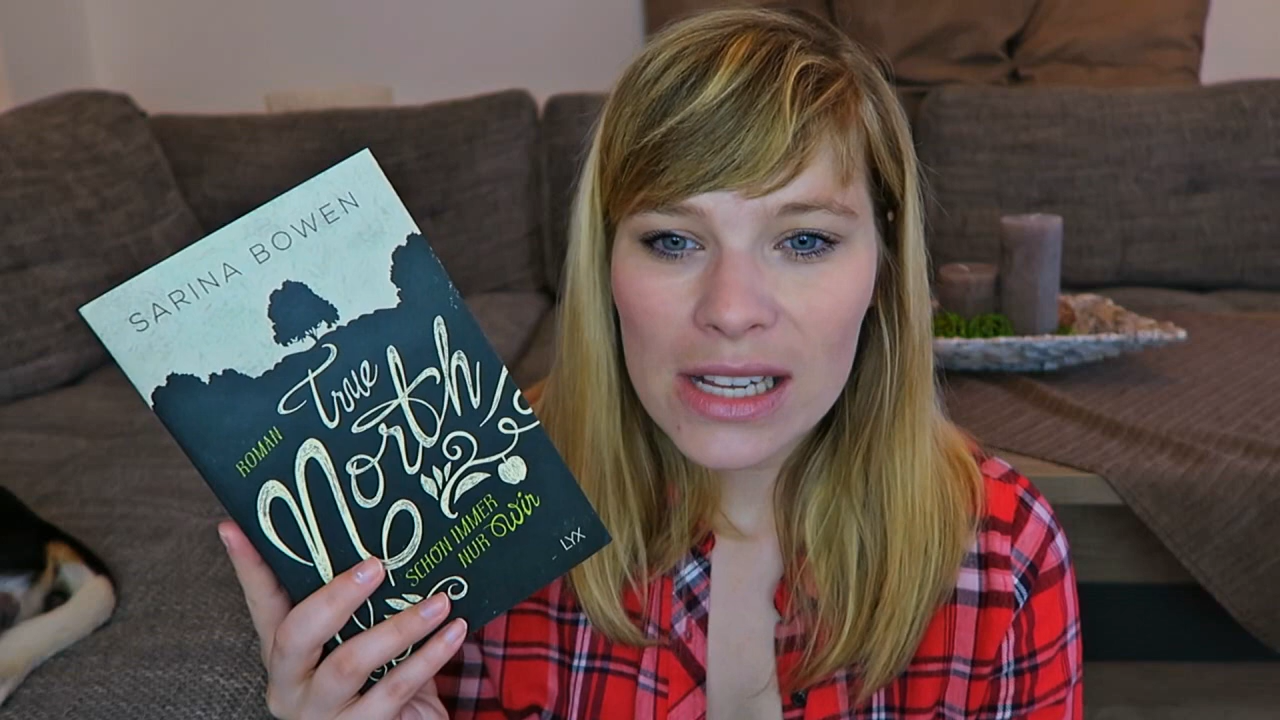 SARINA BOWEN
True
North
ROMAN
SCHON IMMER
NUR Wir
LYX